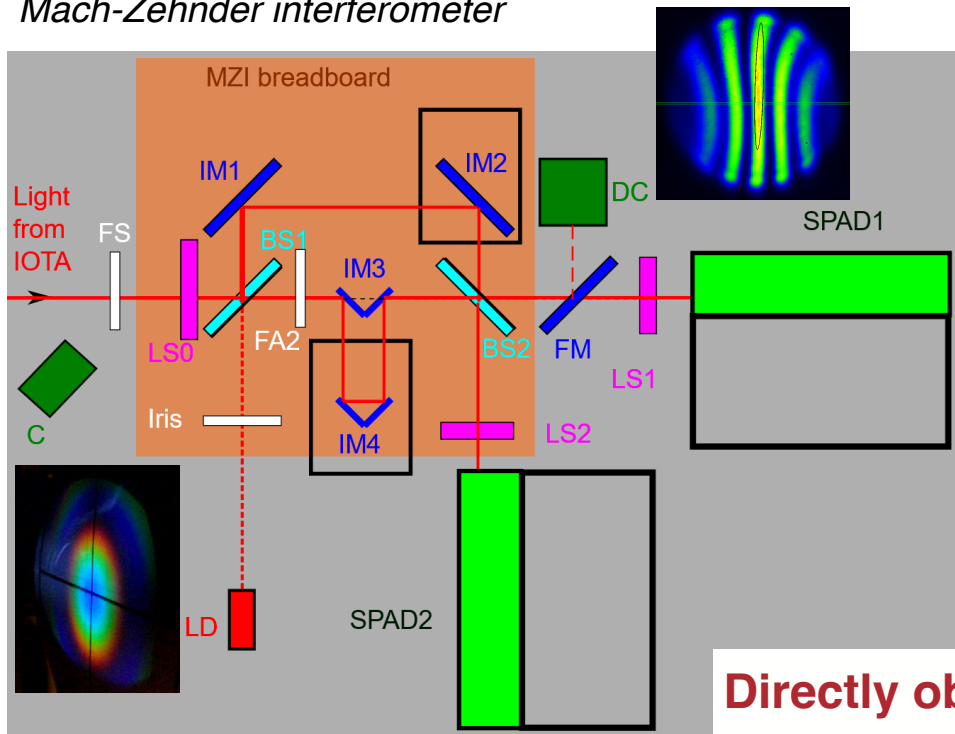 Mach-Zehnder interferometer
MZI breadboard
Light
from
IOTA
FS
IM1
IM2
DC
SPAD1
BS1
IM3
LS0
FA2
BS2
FM
LS1
C
Iris
IM4
LS2
LD
SPAD2
Directly ob